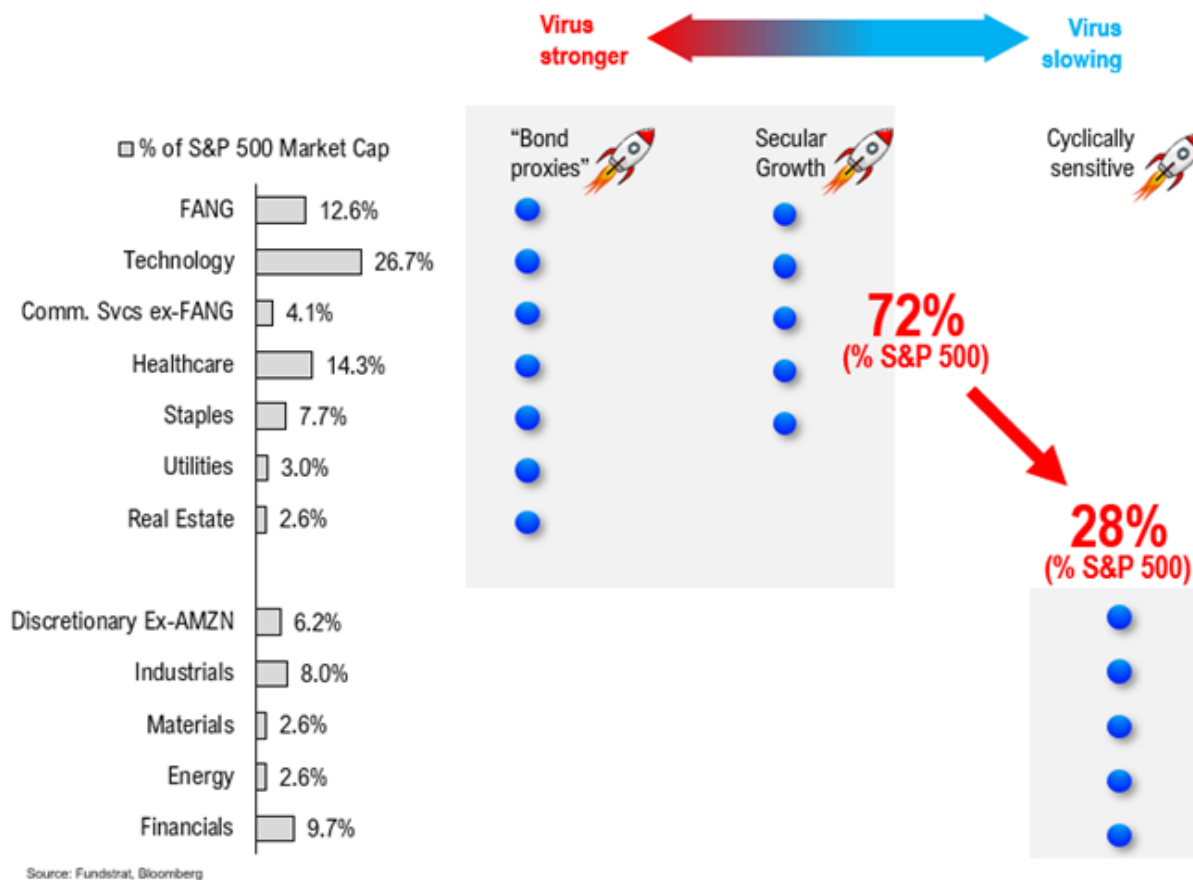 Virus
stronger
Virus
slowing
% of S&P 500 Market Cap
"Bond
proxies"
Secular
Growth
Cyclically
sensitive
FANG 12.6%
Technology 26.7%
Comm. Svcs ex-FANG 4.1%
Healthcare 14.3%
Staples 7.7%
Utilities 3.0%
Real Estate 2.6%
72%
(% S&P 500)
28%
(% S&P 500)
Discretionary Ex-AMZN 6.2%
Industrials 8.0%
Materials 2.6%
Energy 2.6%
Financials 9.7%
Source: Fundstrat, Bloomberg